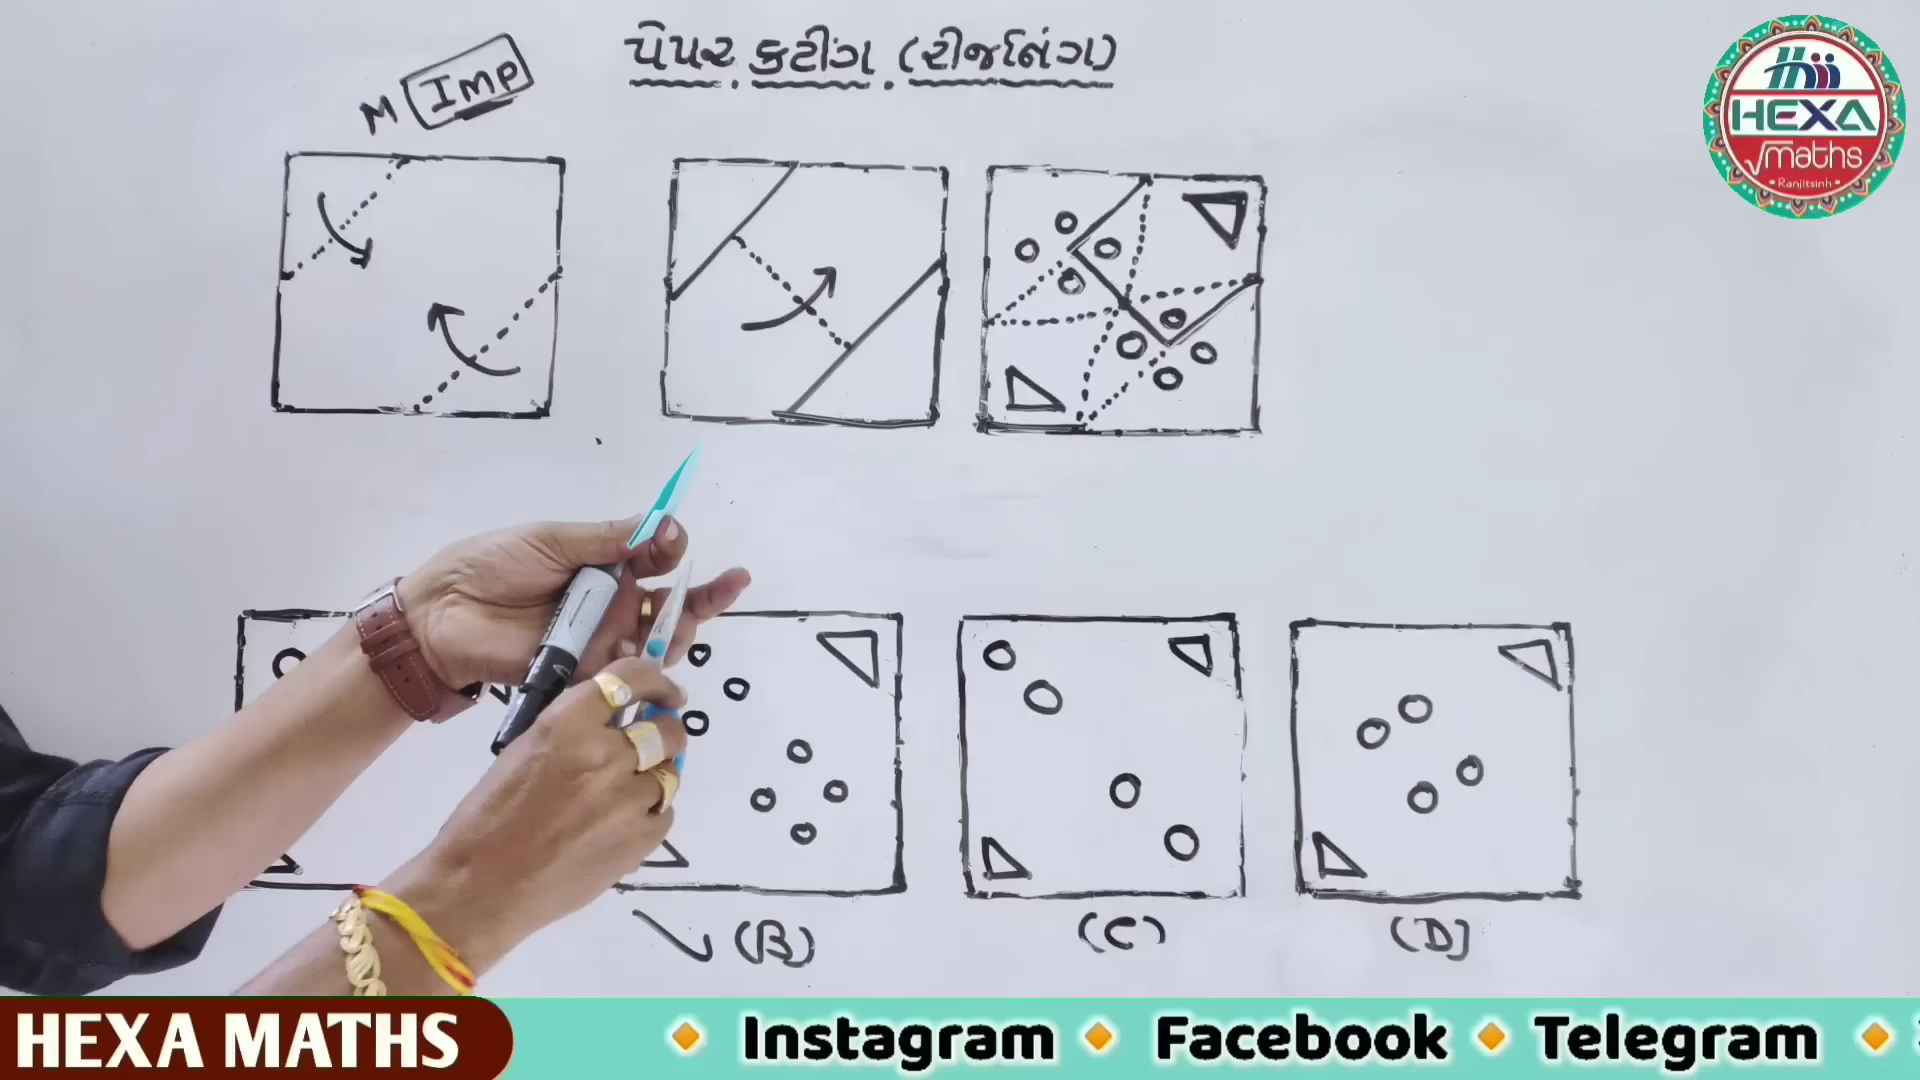 પેપર કટીંગ (રીઝનિંગ)
M Imp
HEXA
√maths
• Ranjitsinh •
(B)
(C)
(D)
HEXA MATHS
Instagram
Facebook
Telegram